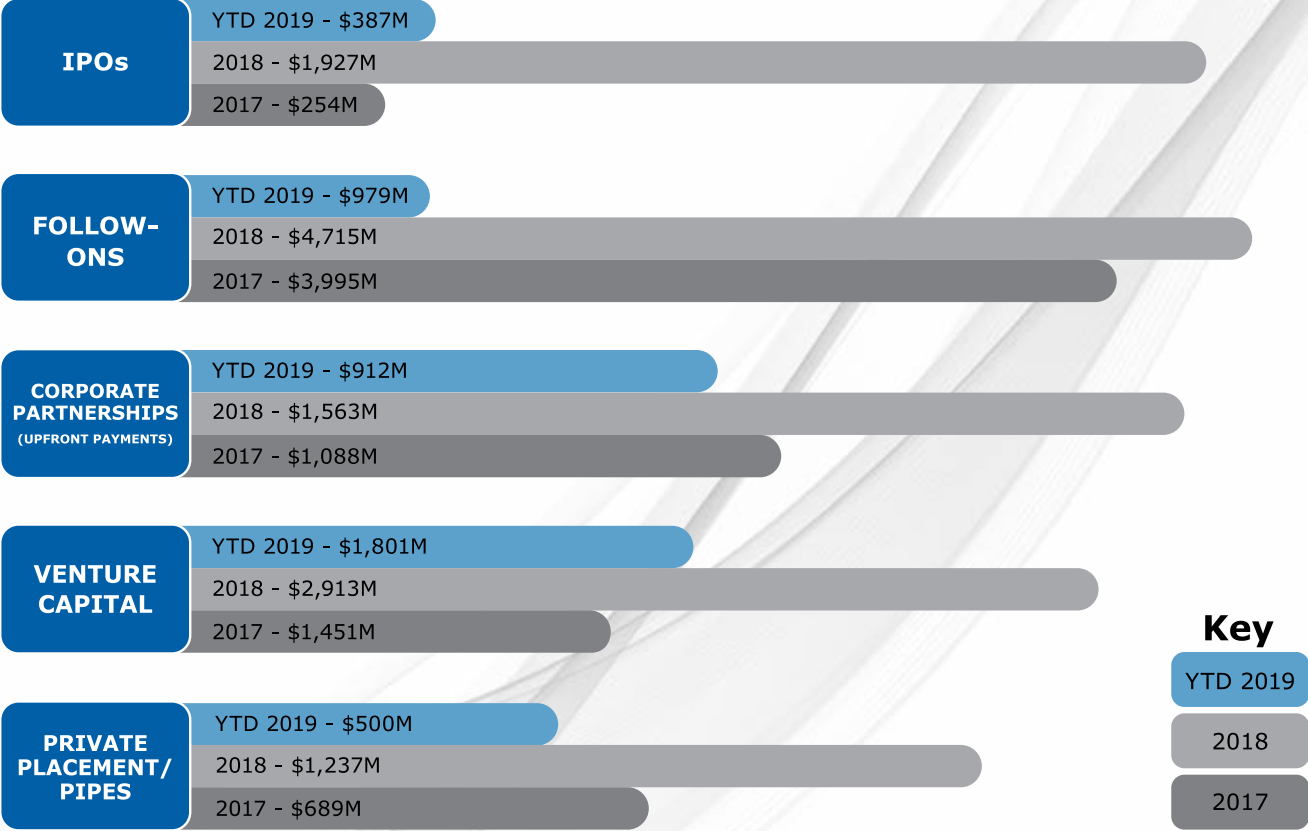 IPOs
YTD 2019 - $387M
2018 - $1,927M
2017 - $254M
FOLLOW-
ONS
YTD 2019 - $979M
2018 - $4,715M
2017 - $3,995M
CORPORATE
PARTNERSHIPS
(UPFRONT PAYMENTS)
YTD 2019 - $912M
2018 - $1,563M
2017 - $1,088M
VENTURE
CAPITAL
YTD 2019 - $1,801M
2018 - $2,913M
2017 - $1,451M
PRIVATE
PLACEMENT/
PIPES
YTD 2019 - $500M
2018 - $1,237M
2017 - $689M
Key
YTD 2019
2018
2017